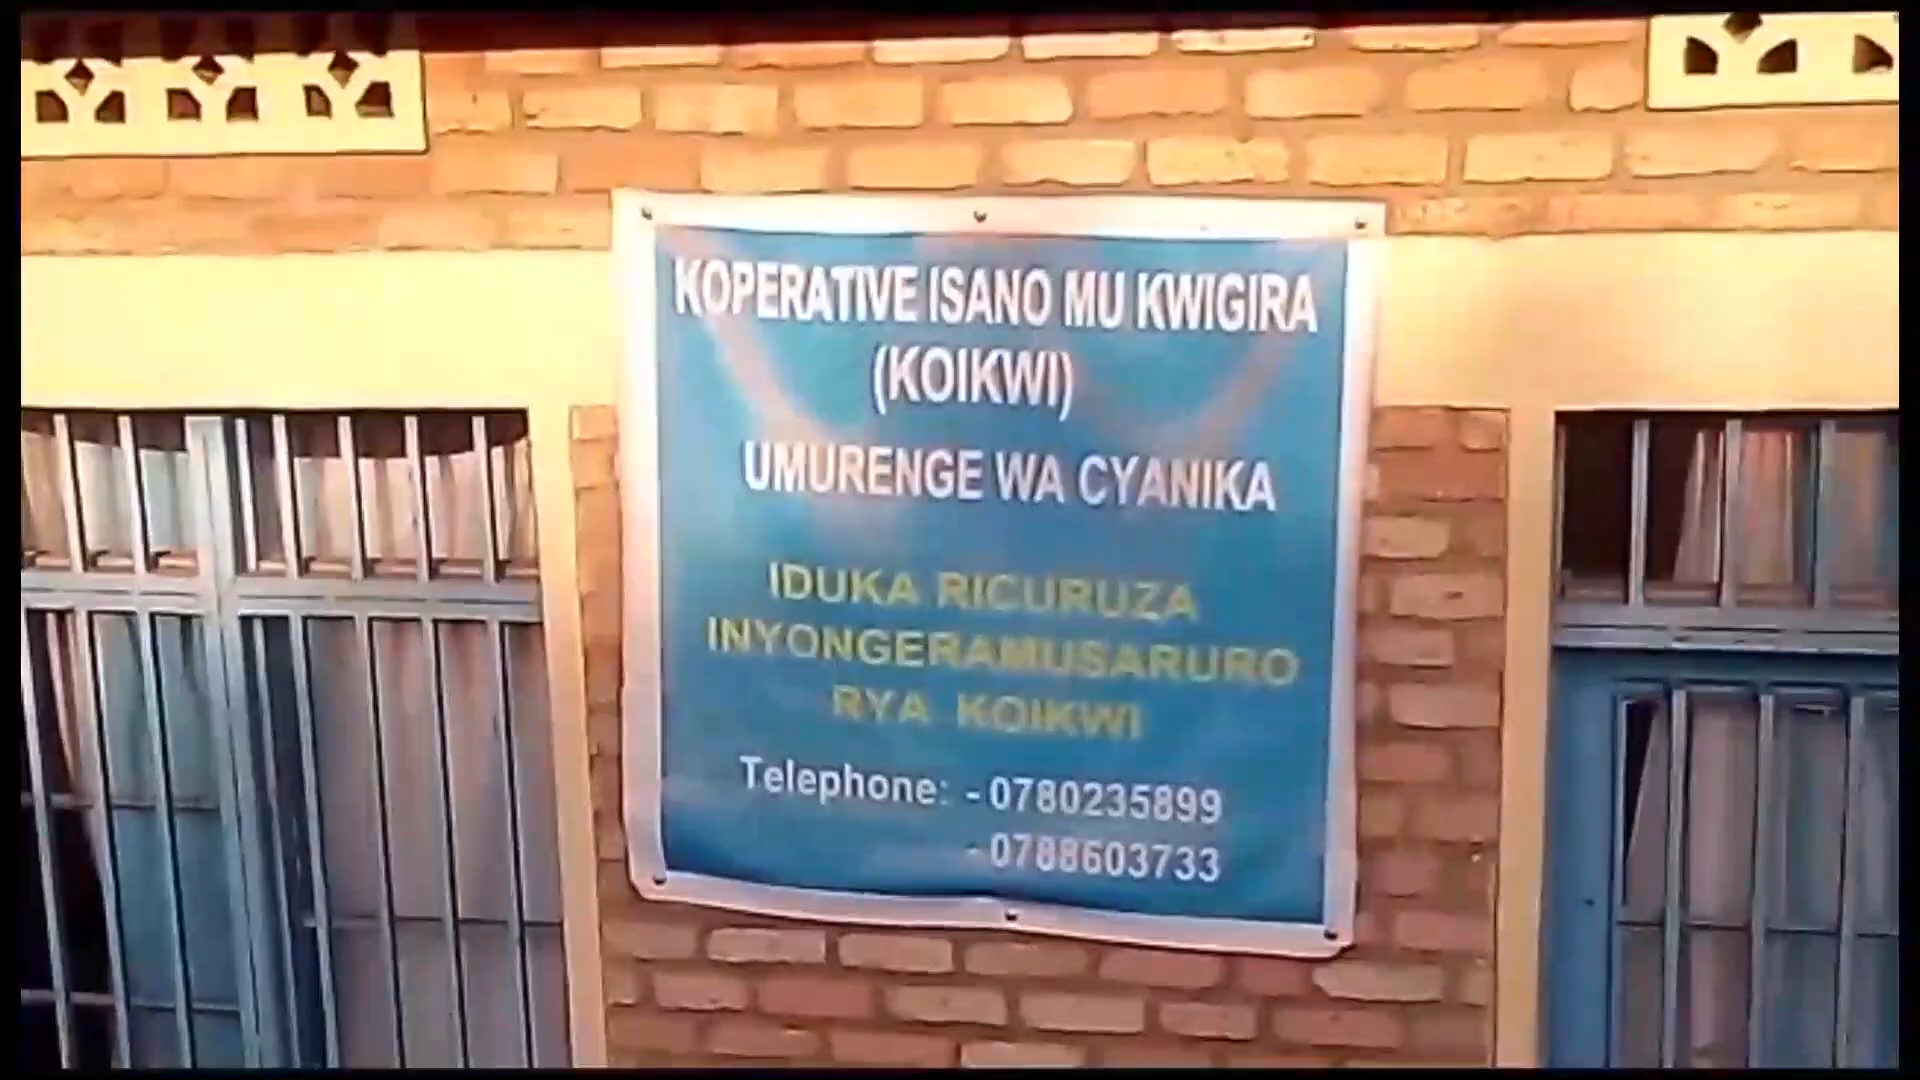 KOPERATIVE ISANO MU KWIGIRA
(KOIKWI)
UMURENGE WA CYANIKA
IDUKA RICURUZA
INYONGERAMUSARURO
RYA KOIKWI
Telephone: - 0780235899
- 0788603733